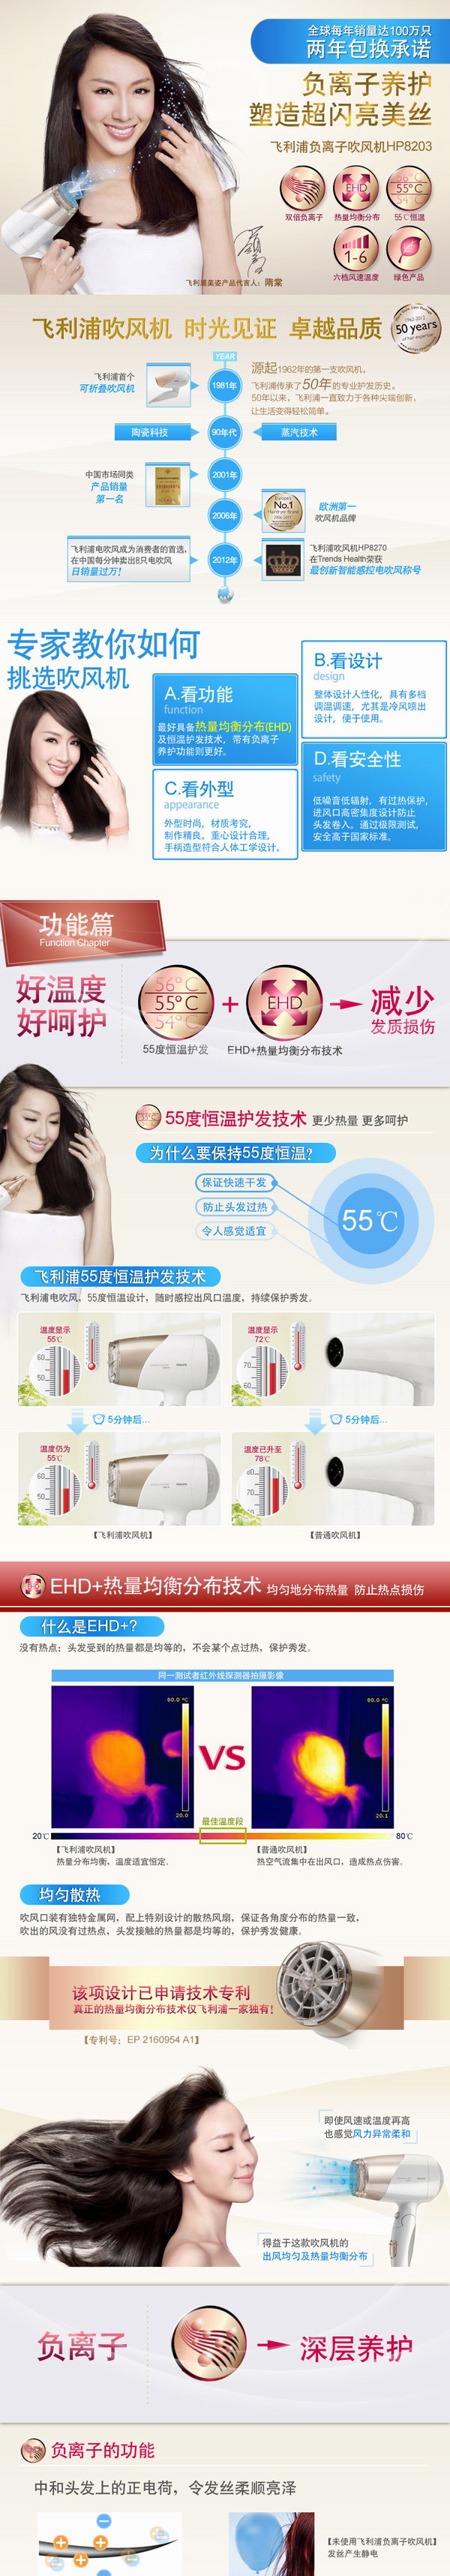 全球每年销量达100万只
两年包换承诺
负离子养护
塑造超闪亮美丝
飞利浦负离子吹风机HP8203
56°C
55°C
54°C
EHD
双倍负离子
热量均衡分布
55℃恒温
1-6
六档风速温度
绿色产品
飞利浦美姿产品代言人：隋棠
飞利浦吹风机 时光见证 卓越品质
50 years
YEAR
源起1962年的第一支吹风机，
飞利浦传承了50年的专业护发历史。
50年以来，飞利浦一直致力于各种尖端创新，
让生活变得轻松简单。
飞利浦首个
可折叠吹风机
1981年
陶瓷科技
90年代
蒸汽技术
中国市场同类
产品销量
第一名
2001年
2006年
No.1
欧洲第一
吹风机品牌
飞利浦电吹风成为消费者的首选，
在中国每分钟卖出8只电吹风
日销量过万！
2012年
飞利浦吹风机HP8270
在Trends Health荣获
最创新智能感控电吹风称号
专家教你如何
挑选吹风机
A.看功能
function
最好具备热量均衡分布(EHD)
及恒温护发技术，带有负离子
养护功能则更好。
B.看设计
design
整体设计人性化，具有多档
调温调速，尤其是冷风喷出
设计，便于使用。
C.看外型
appearance
外型时尚，材质考究，
制作精良。重心设计合理，
手柄造型符合人体工学设计。
D.看安全性
safety
低噪音低辐射，有过热保护，
进风口高密集度设计防止
头发卷入。通过极限测试，
安全高于国家标准。
功能篇
Function Chapter
好温度
好呵护
56°C
55°C
54°C
+
EHD
减少
发质损伤
55度恒温护发
EHD+热量均衡分布技术
55度恒温护发技术 更少热量 更多呵护
为什么要保持55度恒温？
保证快速干发
防止头发过热
令人感觉适宜
55℃
飞利浦55度恒温护发技术
飞利浦电吹风，55度恒温设计，随时感控出风口温度，持续保护秀发。
温度显示
55℃
60
50
温度显示
72℃
70
60
5分钟后...
5分钟后...
温度仍为
55℃
60
50
温度已升至
78℃
80
70
【飞利浦吹风机】
【普通吹风机】
EHD
EHD+热量均衡分布技术 均匀地分布热量 防止热点损伤
什么是EHD+？
没有热点：头发受到的热量都是均等的，不会某个点过热，保护秀发。
同一测试者红外线探测器拍摄影像
80.0 ℃
20.0
VS
80.0 ℃
20.1
最佳温度段
20℃
80℃
【飞利浦吹风机】
热量分布均衡，温度适宜恒定。
【普通吹风机】
热空气流集中在出风口，造成热点伤害。
均匀散热
吹风口装有独特金属网，配上特别设计的散热风扇，保证各角度分布的热量一致，
吹出的风没有过热点，头发接触的热量都是均等的，保护秀发健康。
该项设计已申请技术专利
真正的热量均衡分布技术仅飞利浦一家独有！
【专利号：EP 2160954 A1】
即使风速或温度再高
也感觉风力异常柔和
得益于这款吹风机的
出风均匀及热量均衡分布
负离子
深层养护
负离子的功能
中和头发上的正电荷，令发丝柔顺亮泽
【未使用飞利浦负离子吹风机】
发丝产生静电